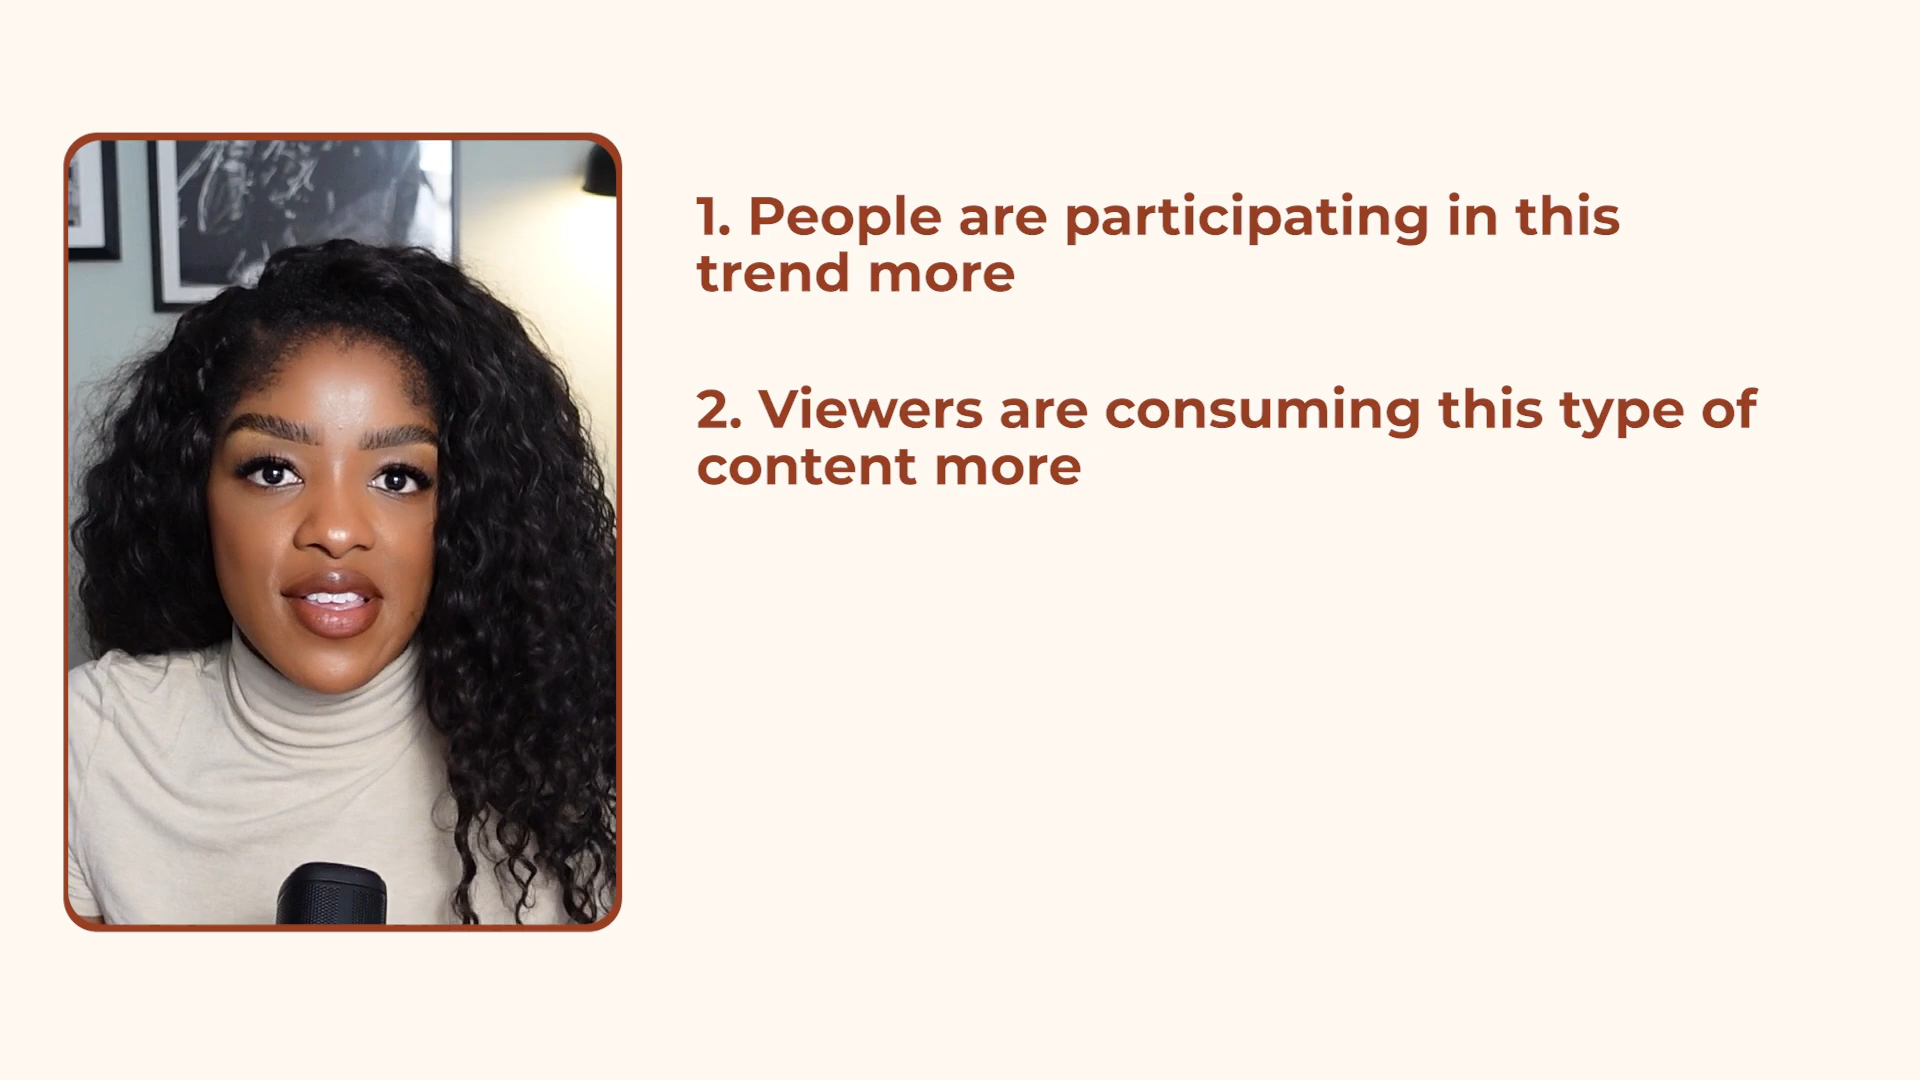 1. People are participating in this
trend more
2. Viewers are consuming this type of
content more